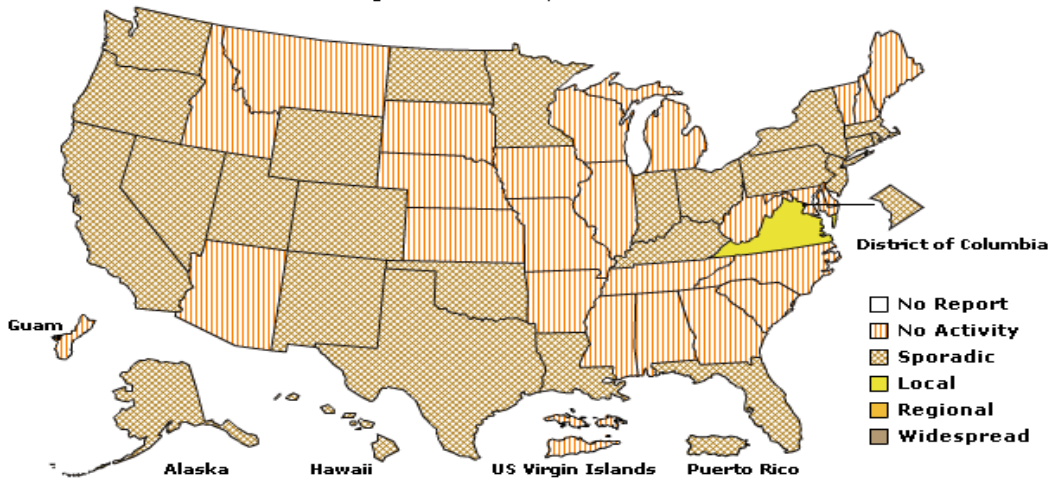 District of Columbia
Guam
No Report
No Activity
Sporadic
Local
Regional
Widespread
Alaska
Hawaii
US Virgin Islands
Puerto Rico